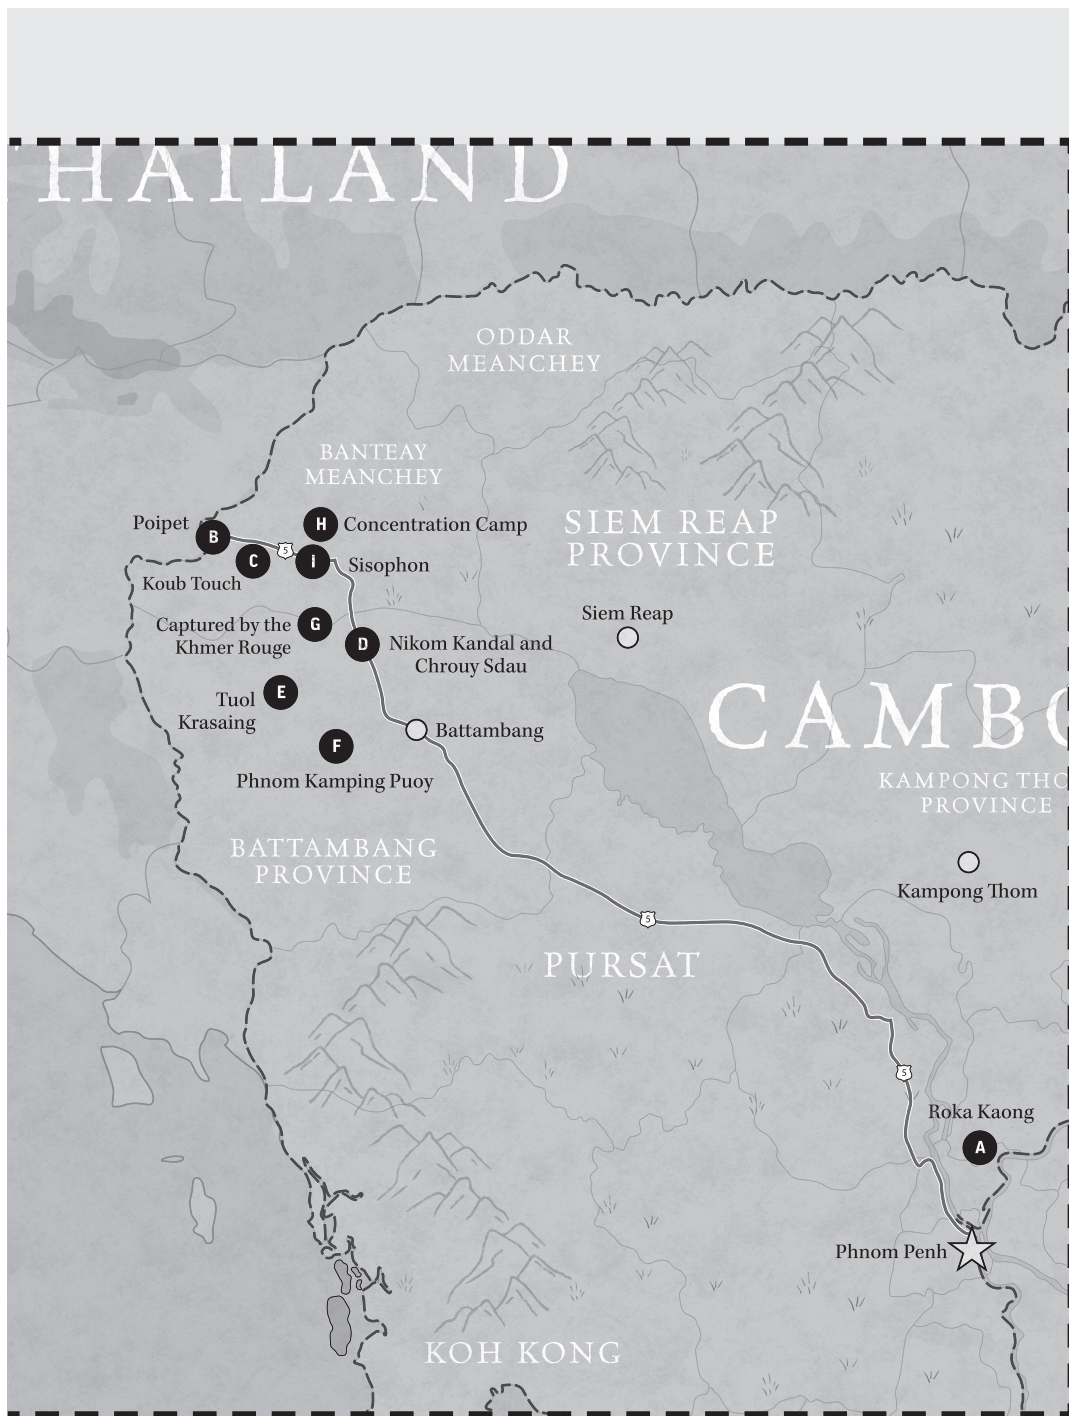 THAILAND
ODDAR
MEANCHEY
BANTEAY
MEANCHEY
Poipet
B
H
Concentration Camp
SIEM REAP
PROVINCE
5
C
i
Sisophon
Koub Touch
Captured by the
Khmer Rouge
G
D
Nikom Kandal and
Chrouy Sdau
Siem Reap
E
Tuol
Krasaing
CAMBO
F
Battambang
Phnom Kamping Puoy
KAMPONG THO
PROVINCE
BATTAMBANG
PROVINCE
Kampong Thom
5
PURSAT
5
Roka Kaong
A
Phnom Penh
KOH KONG